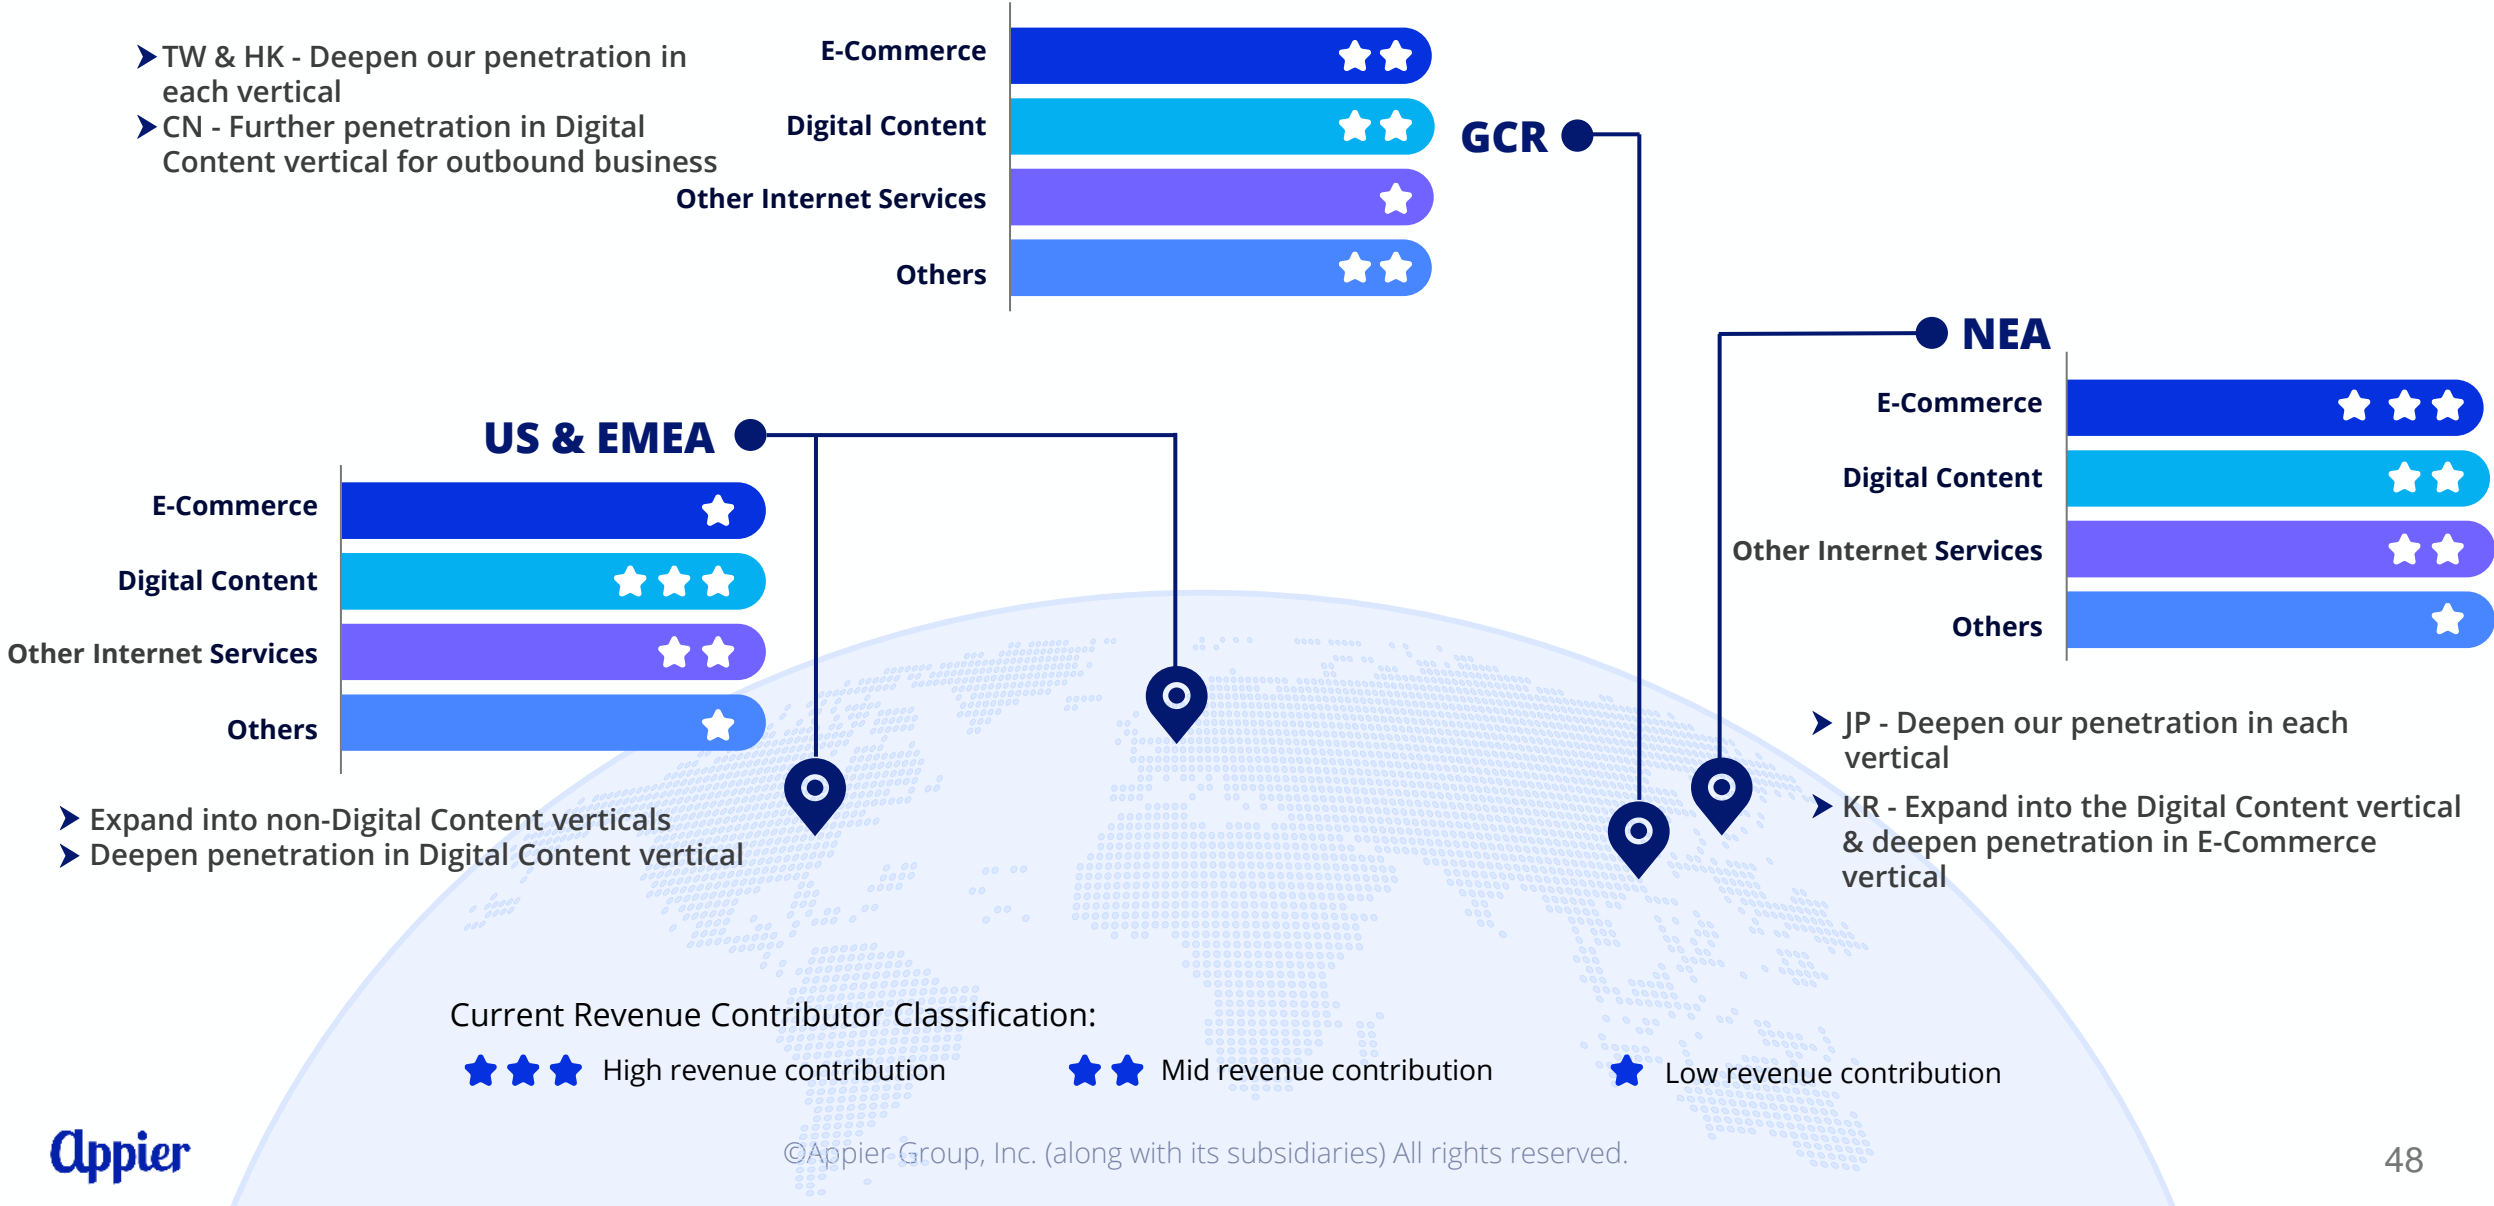 TW & HK - Deepen our penetration in
each vertical
CN - Further penetration in Digital
Content vertical for outbound business
E-Commerce
Digital Content
Other Internet Services
Others
GCR
NEA
E-Commerce
Digital Content
Other Internet Services
Others
JP - Deepen our penetration in each
vertical
KR - Expand into the Digital Content vertical
& deepen penetration in E-Commerce
vertical
US & EMEA
E-Commerce
Digital Content
Other Internet Services
Others
Expand into non-Digital Content verticals
Deepen penetration in Digital Content vertical
Current Revenue Contributor Classification:
High revenue contribution
Mid revenue contribution
Low revenue contribution
appier
©Appier Group, Inc. (along with its subsidiaries) All rights reserved.
48